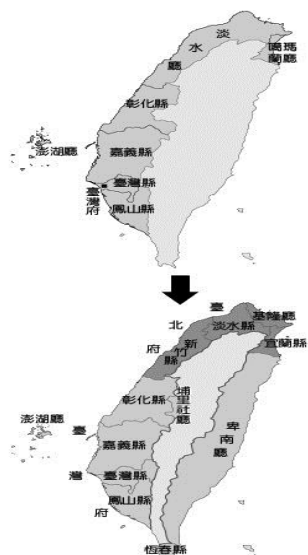 淡水廳
噶瑪蘭廳
彰化縣
澎湖廳
嘉義縣
臺灣縣
臺灣府
鳳山縣
臺北府
基隆廳
淡水縣
新竹縣
宜蘭縣
埔里社廳
彰化縣
澎湖廳
臺灣府
嘉義縣
卑南廳
臺灣縣
鳳山縣
恆春縣